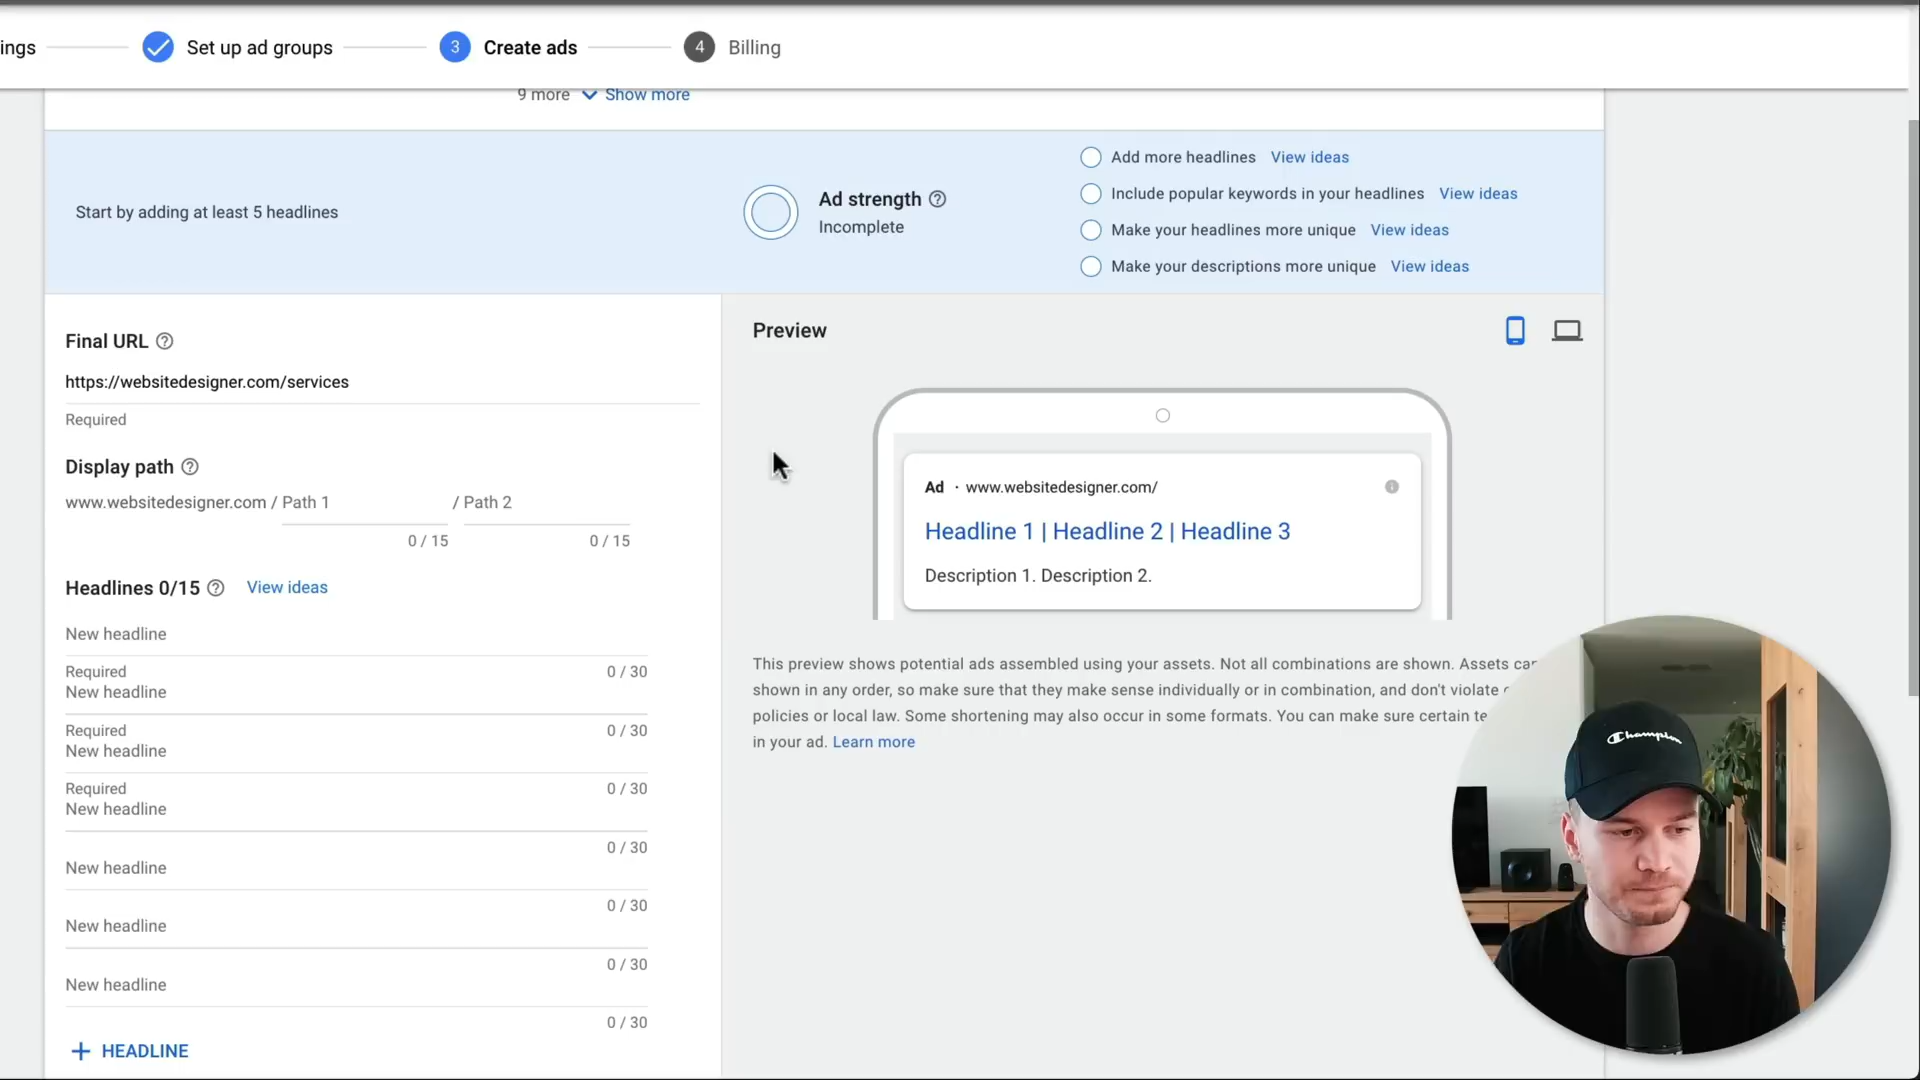 ings
Set up ad groups
3
Create ads
4
Billing
9 more
Show more
Start by adding at least 5 headlines
Ad strength
Incomplete
Add more headlines View ideas
Include popular keywords in your headlines View ideas
Make your headlines more unique View ideas
Make your descriptions more unique View ideas
Final URL
https://websitedesigner.com/services
Required
Display path
www.websitedesigner.com / Path 1 / Path 2
0 / 15 0 / 15
Headlines 0/15 View ideas
New headline
Required 0 / 30
New headline
Required 0 / 30
New headline
Required 0 / 30
New headline
0 / 30
New headline
0 / 30
New headline
0 / 30
New headline
0 / 30
+ HEADLINE
Preview
Ad · www.websitedesigner.com/
Headline 1 | Headline 2 | Headline 3
Description 1. Description 2.
This preview shows potential ads assembled using your assets. Not all combinations are shown. Assets can
shown in any order, so make sure that they make sense individually or in combination, and don't violate
policies or local law. Some shortening may also occur in some formats. You can make sure certain te
in your ad. Learn more
Champion